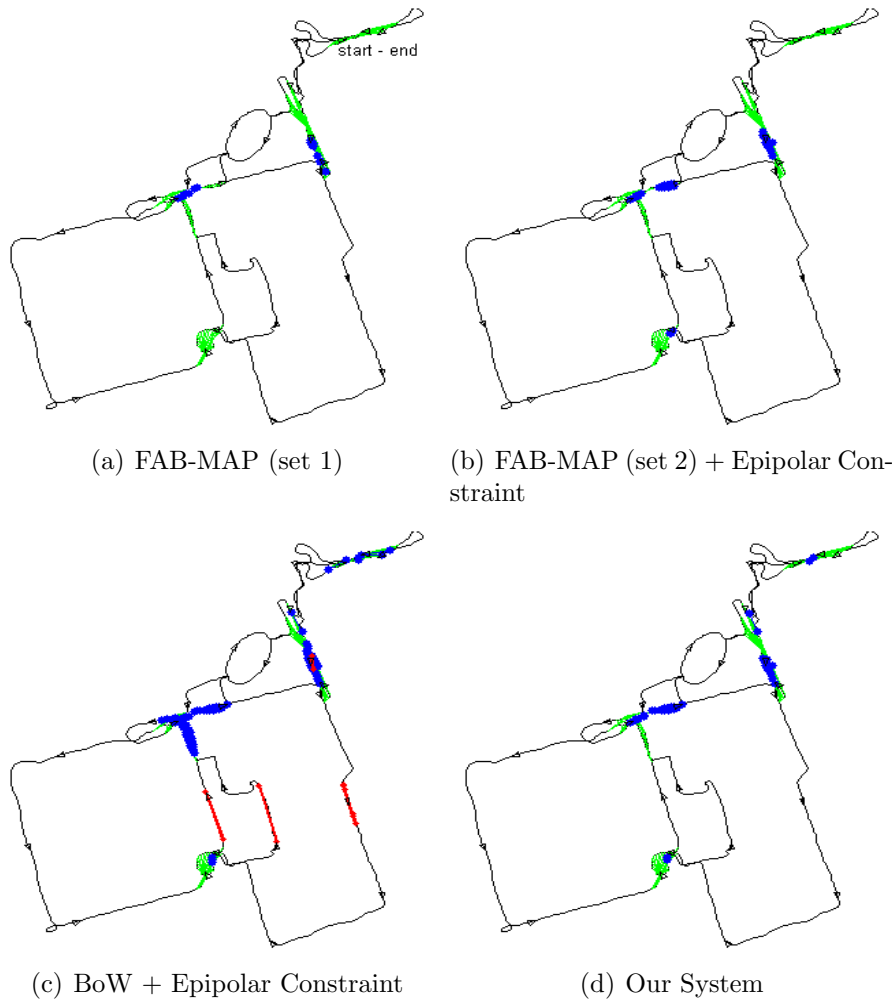 start - end
(a) FAB-MAP (set 1)
(b) FAB-MAP (set 2) + Epipolar Con-
straint
(c) BoW + Epipolar Constraint
(d) Our System